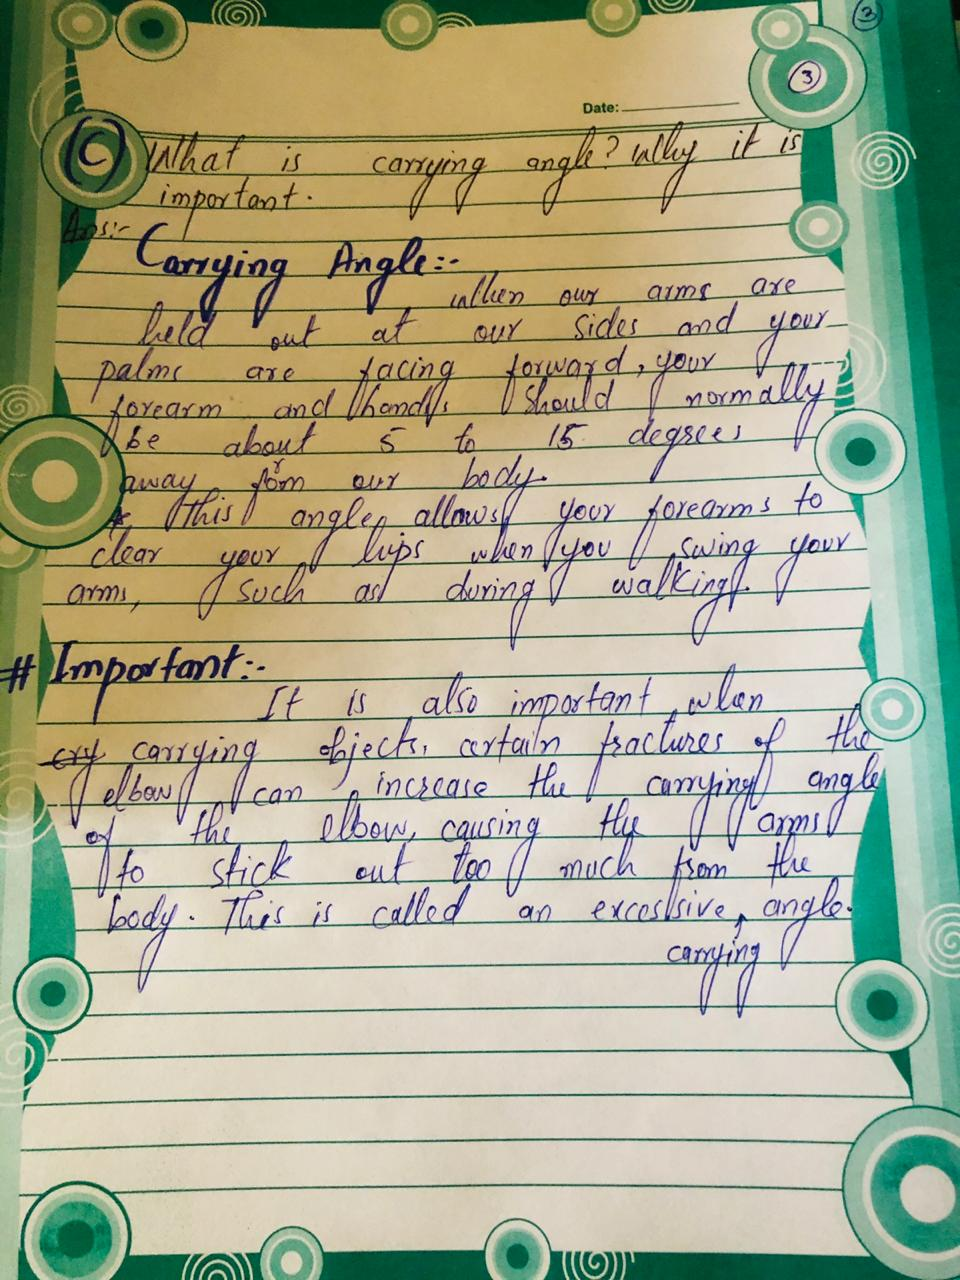 3
3
Date:
(C) What is carrying angle? Why it is
important.
Ans:-
Carrying Angle:-
When our arms are
held out at our sides and your
palms are facing forward, your
forearm and hands should normally
be about 5 to 15 degrees
away from our body.
* This angle allows your forearms to
clear your hips when you swing your
arms, such as during walking.
# Important:-
It is also important when
cry carrying objects. certain fractures of the
elbow can increase the carrying angle
of the elbow, causing the arms
to stick out too much from the
body. This is called an excessive, angle.
carrying